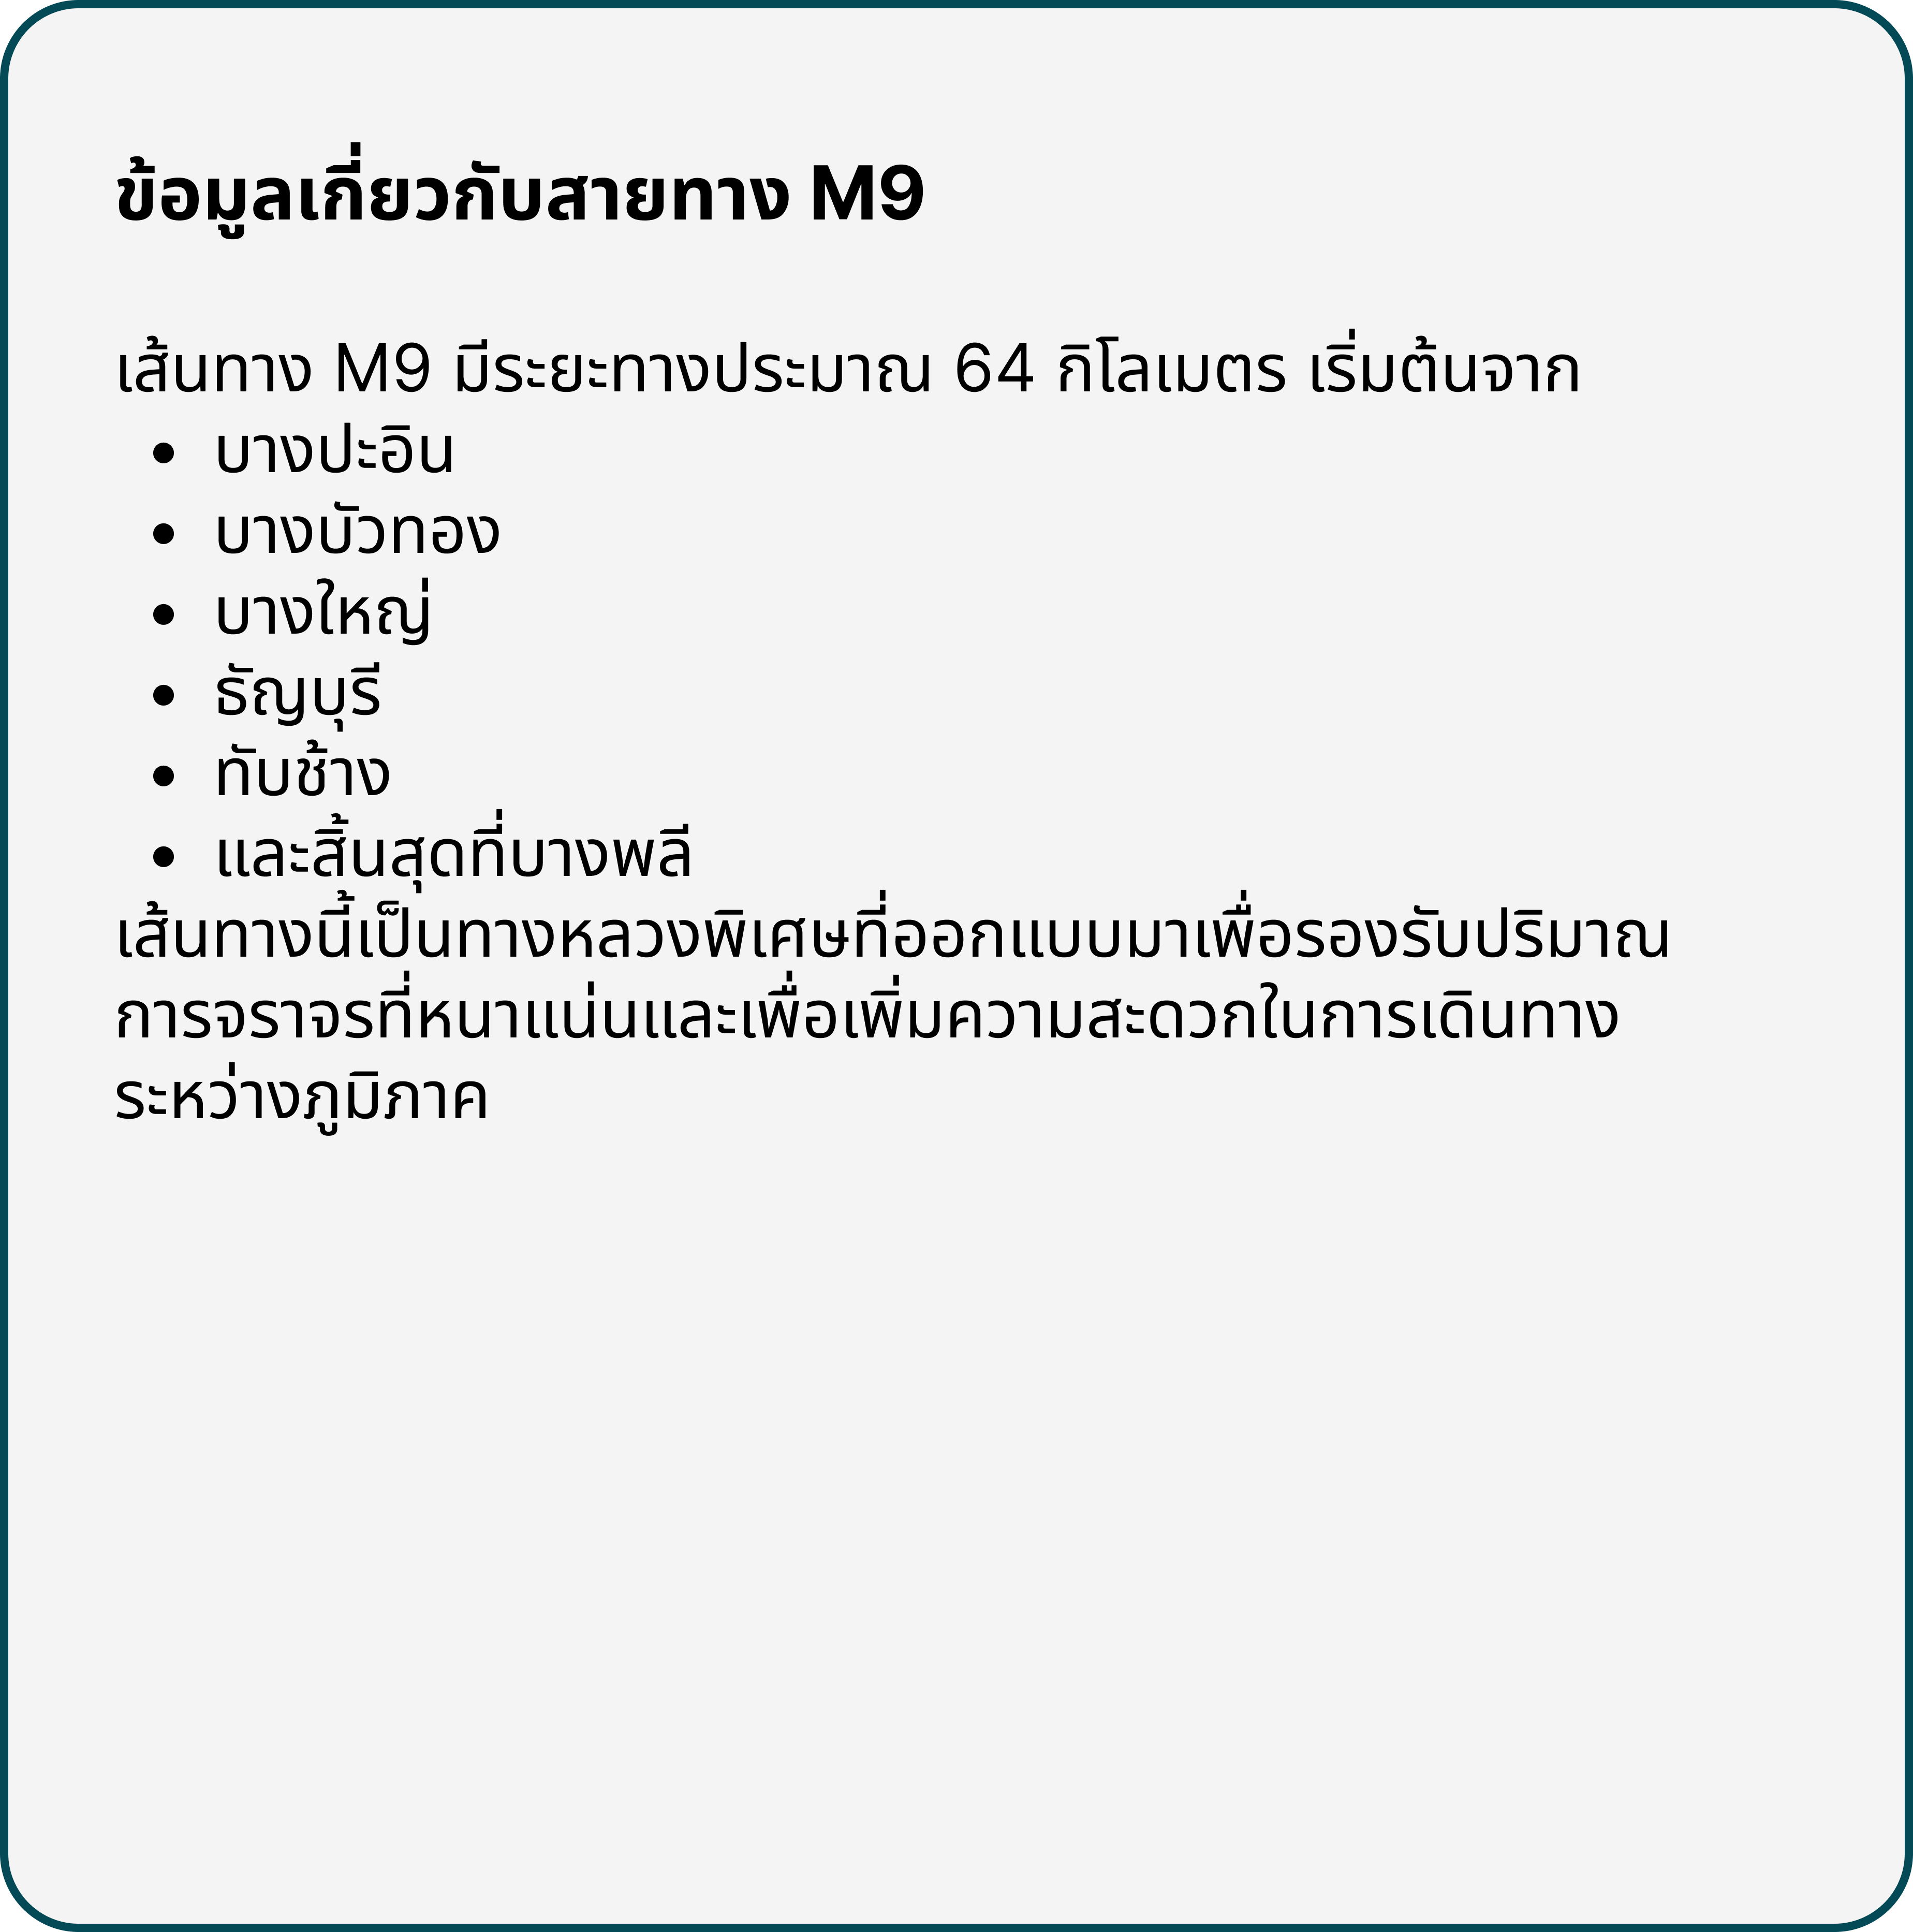 ข้อมูลเกี่ยวกับสายทาง M9
เส้นทาง M9 มีระยะทางประมาณ 64 กิโลเมตร เริ่มต้นจาก
• บางปะอิน
• บางบัวทอง
• บางใหญ่
• ธัญบุรี
• ทับช้าง
• และสิ้นสุดที่บางพลี
เส้นทางนี้เป็นทางหลวงพิเศษที่ออกแบบมาเพื่อรองรับปริมาณ
การจราจรที่หนาแน่นและเพื่อเพิ่มความสะดวกในการเดินทาง
ระหว่างภูมิภาค